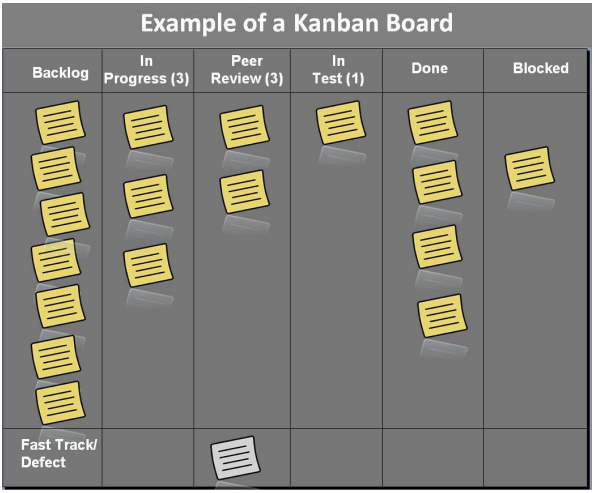 Example of a Kanban Board
Backlog
In
Progress (3)
Peer
Review (3)
In
Test (1)
Done
Blocked
Fast Track/
Defect